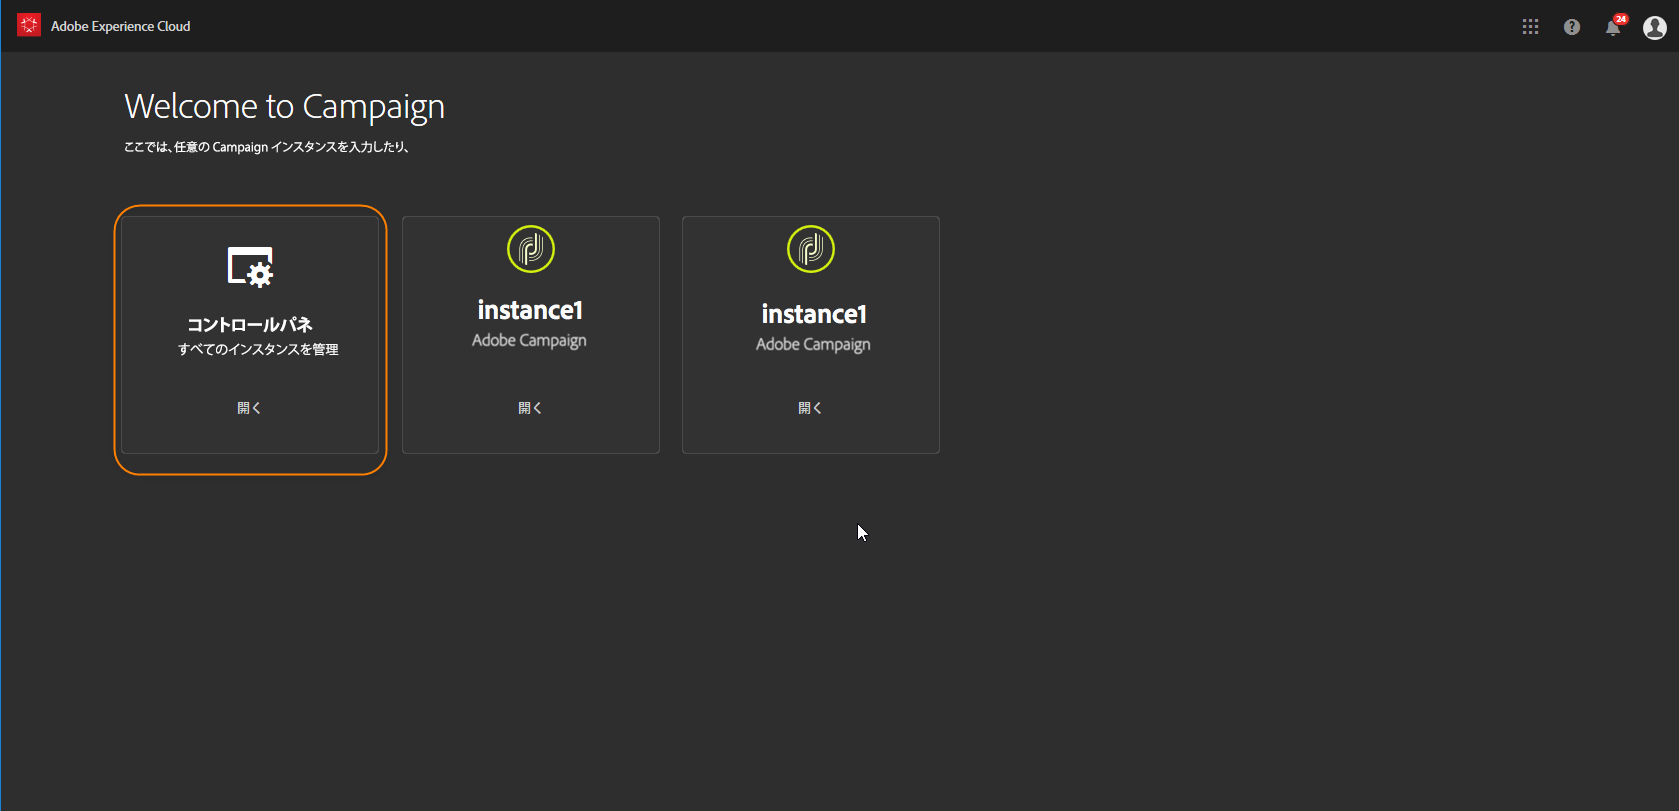 Adobe Experience Cloud
24
Welcome to Campaign
ここでは、任意の Campaign インスタンスを入力したり、
コントロールパネ
すべてのインスタンスを管理
開く
instance1
Adobe Campaign
開く
instance1
Adobe Campaign
開く